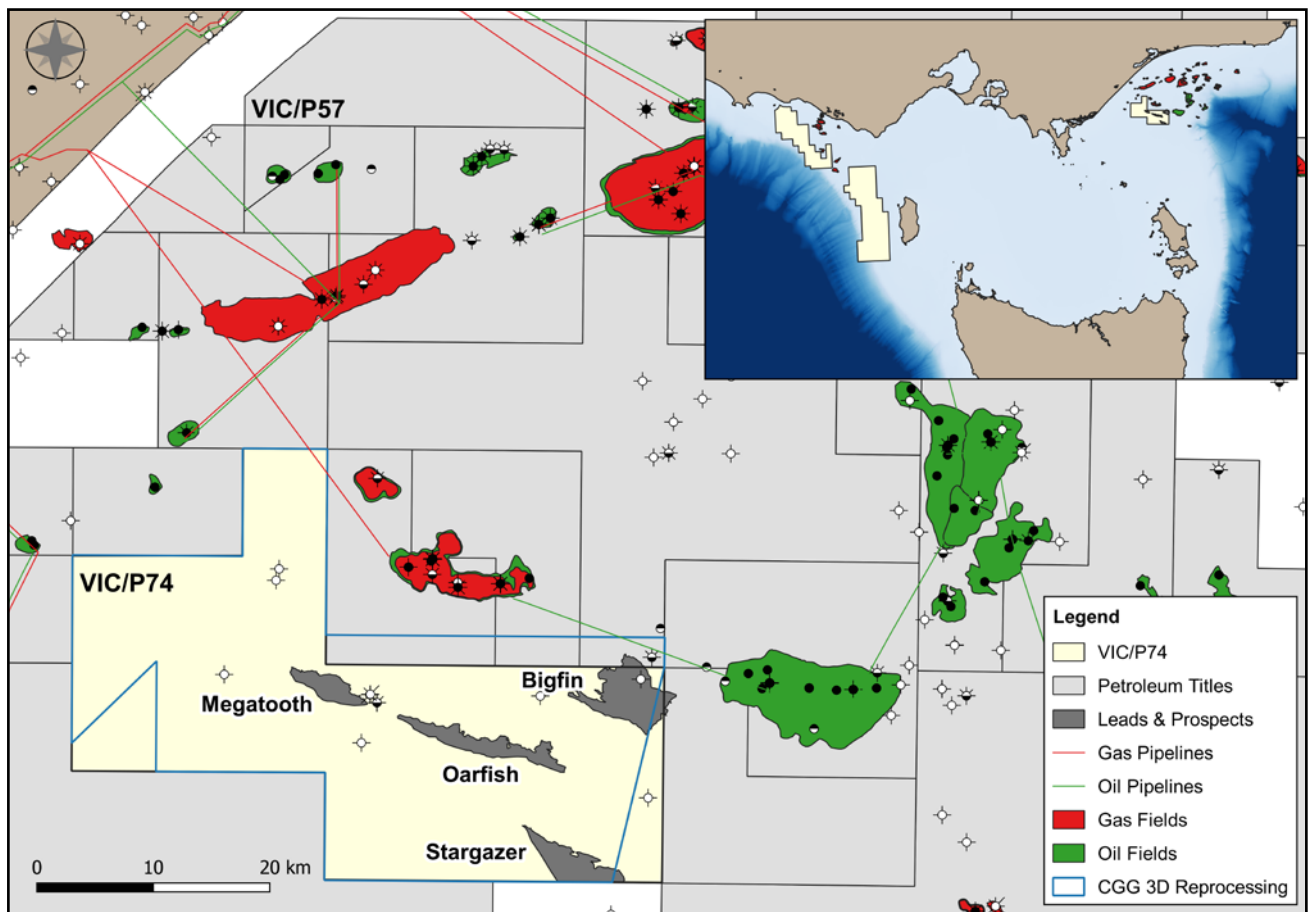 VIC/P57
VIC/P74
Megatooth
Bigfin
Oarfish
Stargazer
0 10 20 km
Legend
VIC/P74
Petroleum Titles
Leads & Prospects
Gas Pipelines
Oil Pipelines
Gas Fields
Oil Fields
CGG 3D Reprocessing